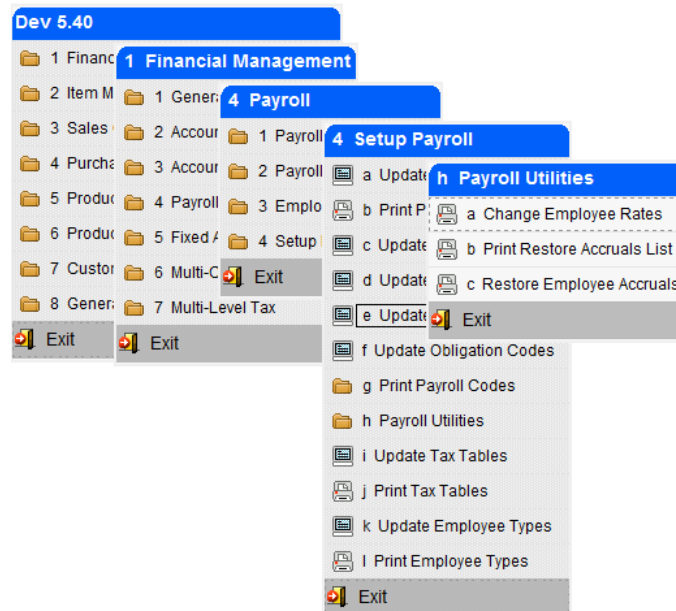 Dev 5.40
1 Financ
2 Item M
3 Sales
4 Purcha
5 Produc
6 Produc
7 Custor
8 Genera
Exit
1 Financial Management
1 Genera
2 Accour
3 Accour
4 Payroll
5 Fixed A
6 Multi-C
7 Multi-Level Tax
Exit
4 Payroll
1 Payroll
2 Payroll
3 Emplo
4 Setup
Exit
4 Setup Payroll
a Update
b Print P
c Update
d Update
e Update
f Update Obligation Codes
g Print Payroll Codes
h Payroll Utilities
i Update Tax Tables
j Print Tax Tables
k Update Employee Types
l Print Employee Types
Exit
h Payroll Utilities
a Change Employee Rates
b Print Restore Accruals List
c Restore Employee Accruals
Exit